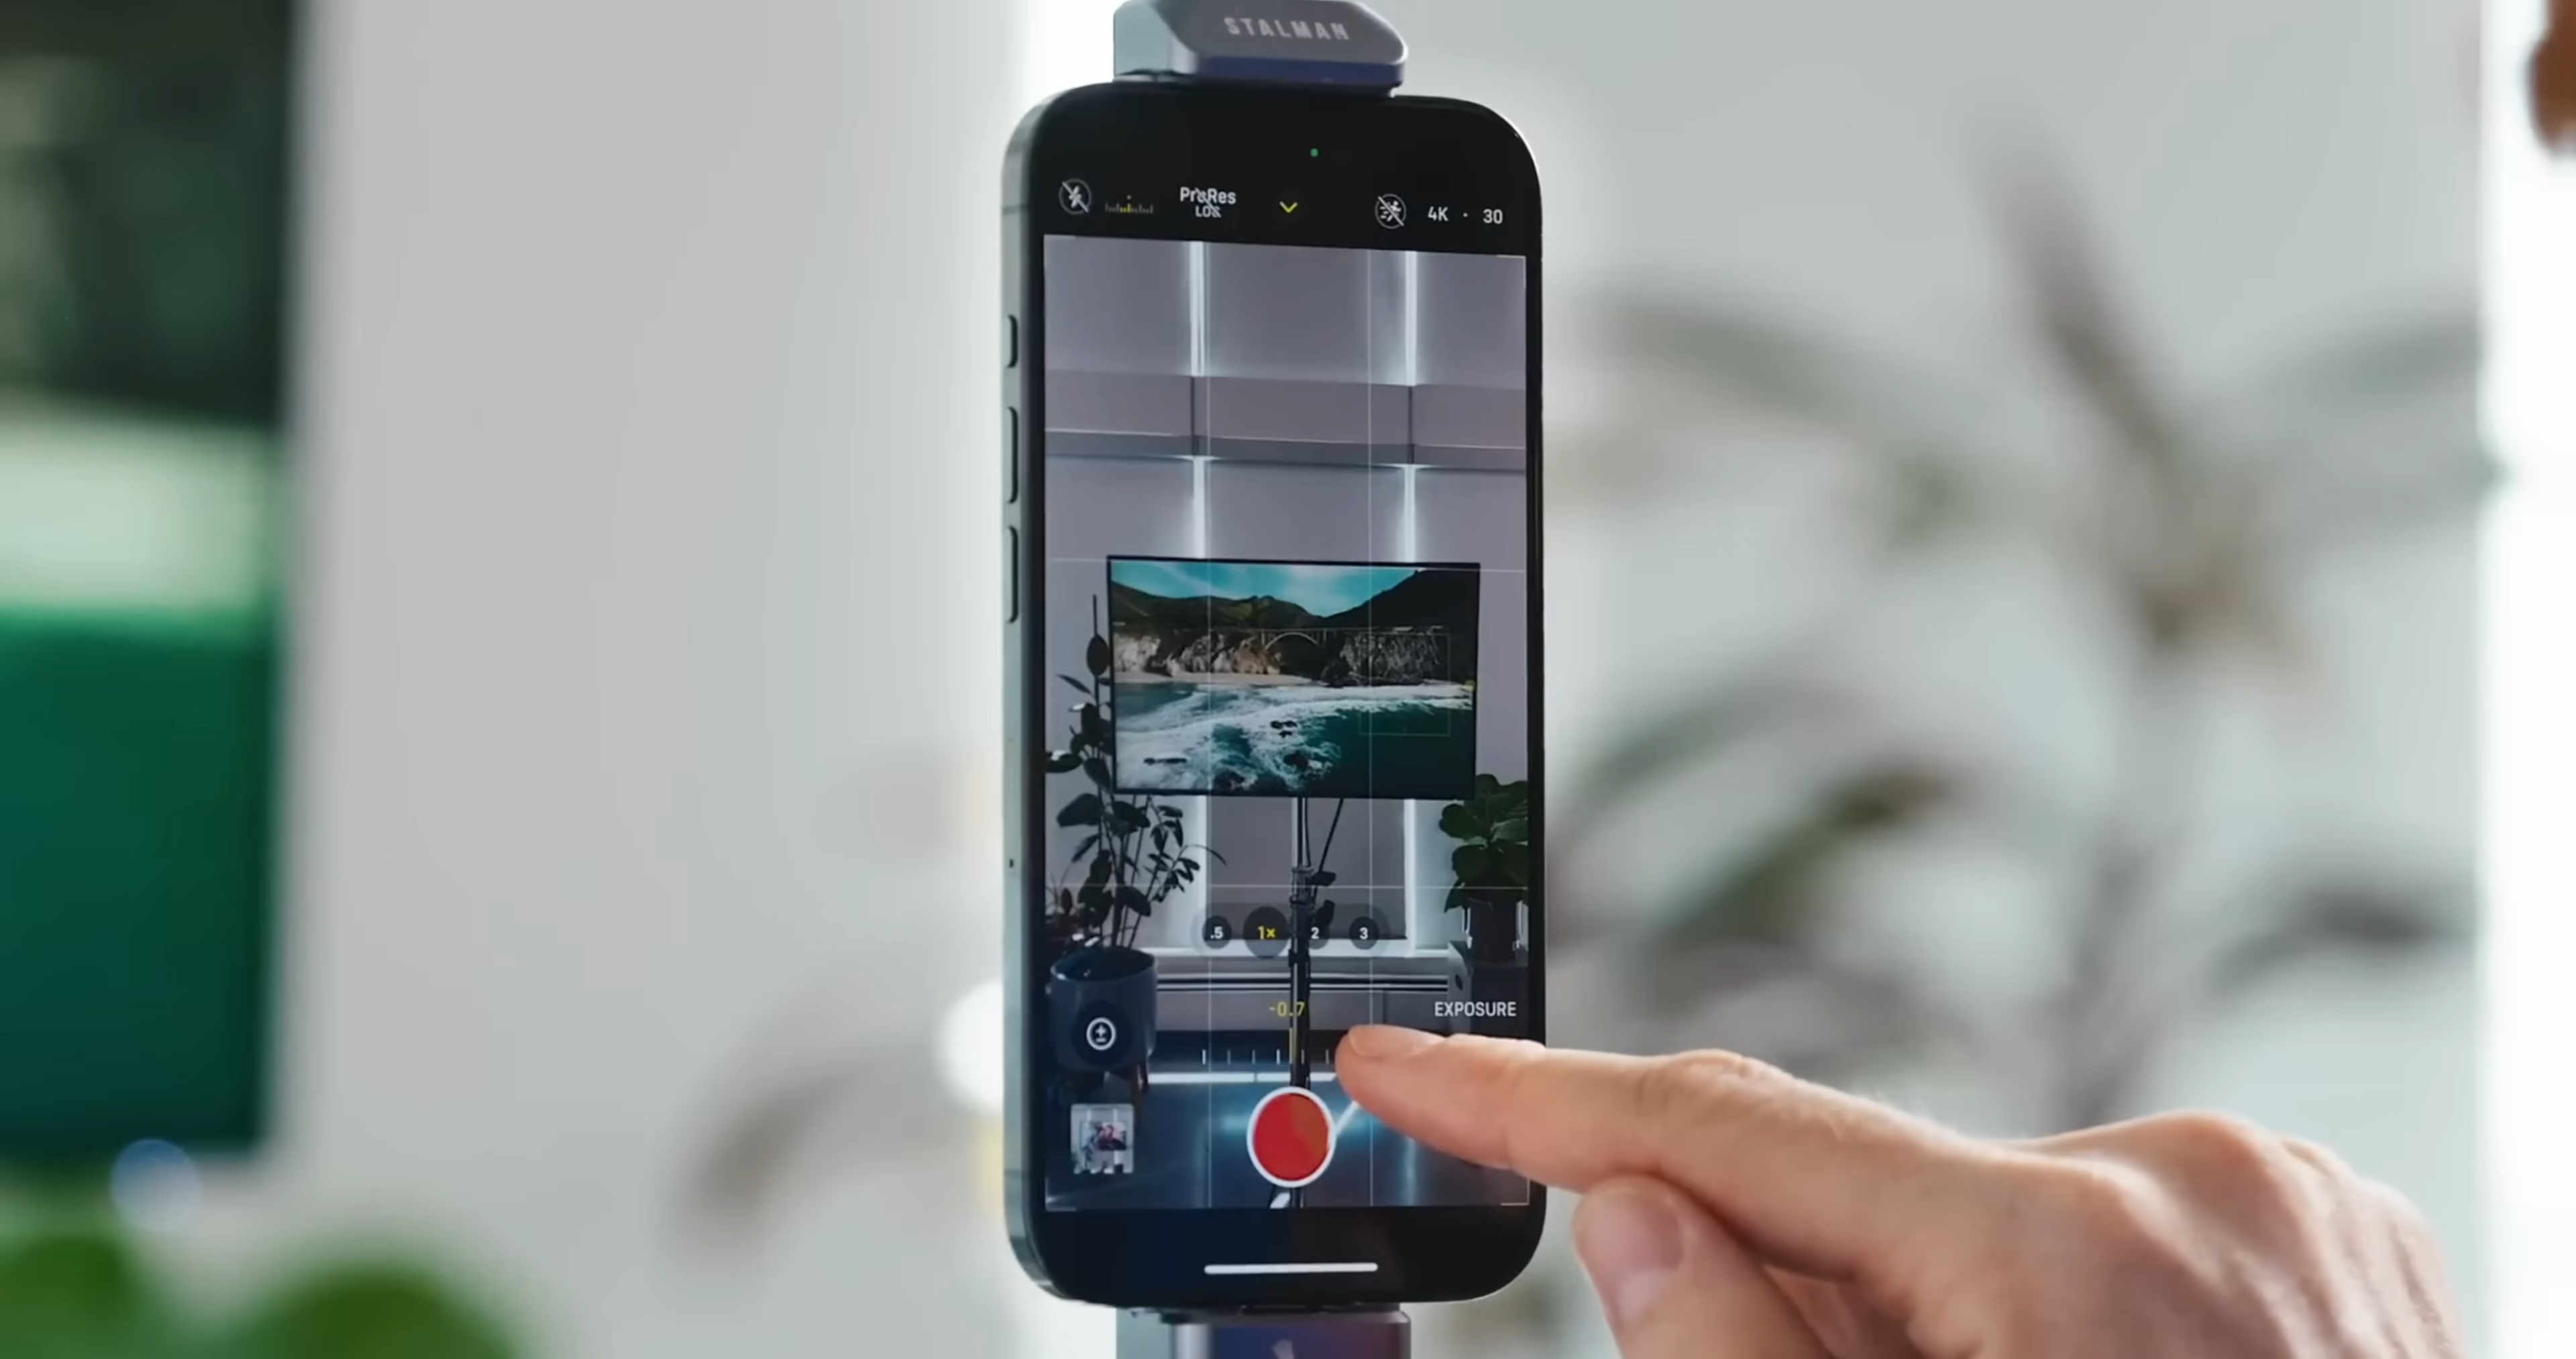 STALMAN
ProRes
LOG
4K · 30
.5 1× 2 3
-0.7
EXPOSURE